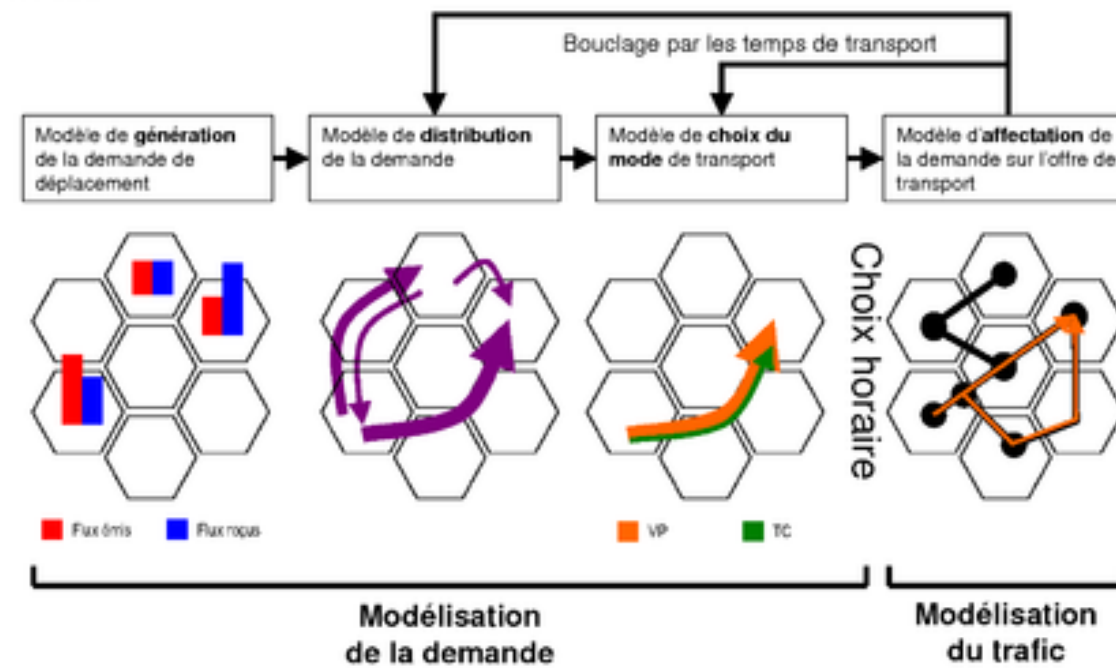 Bouclage par les temps de transport
Modèle de génération
de la demande de
déplacement
Modèle de distribution
de la demande
Modèle de choix du
mode de transport
Modèle d'affectation de
la demande sur l'offre de
transport
Choix horaire
Flux émis
Flux reçus
VP
TC
Modélisation
de la demande
Modélisation
du trafic